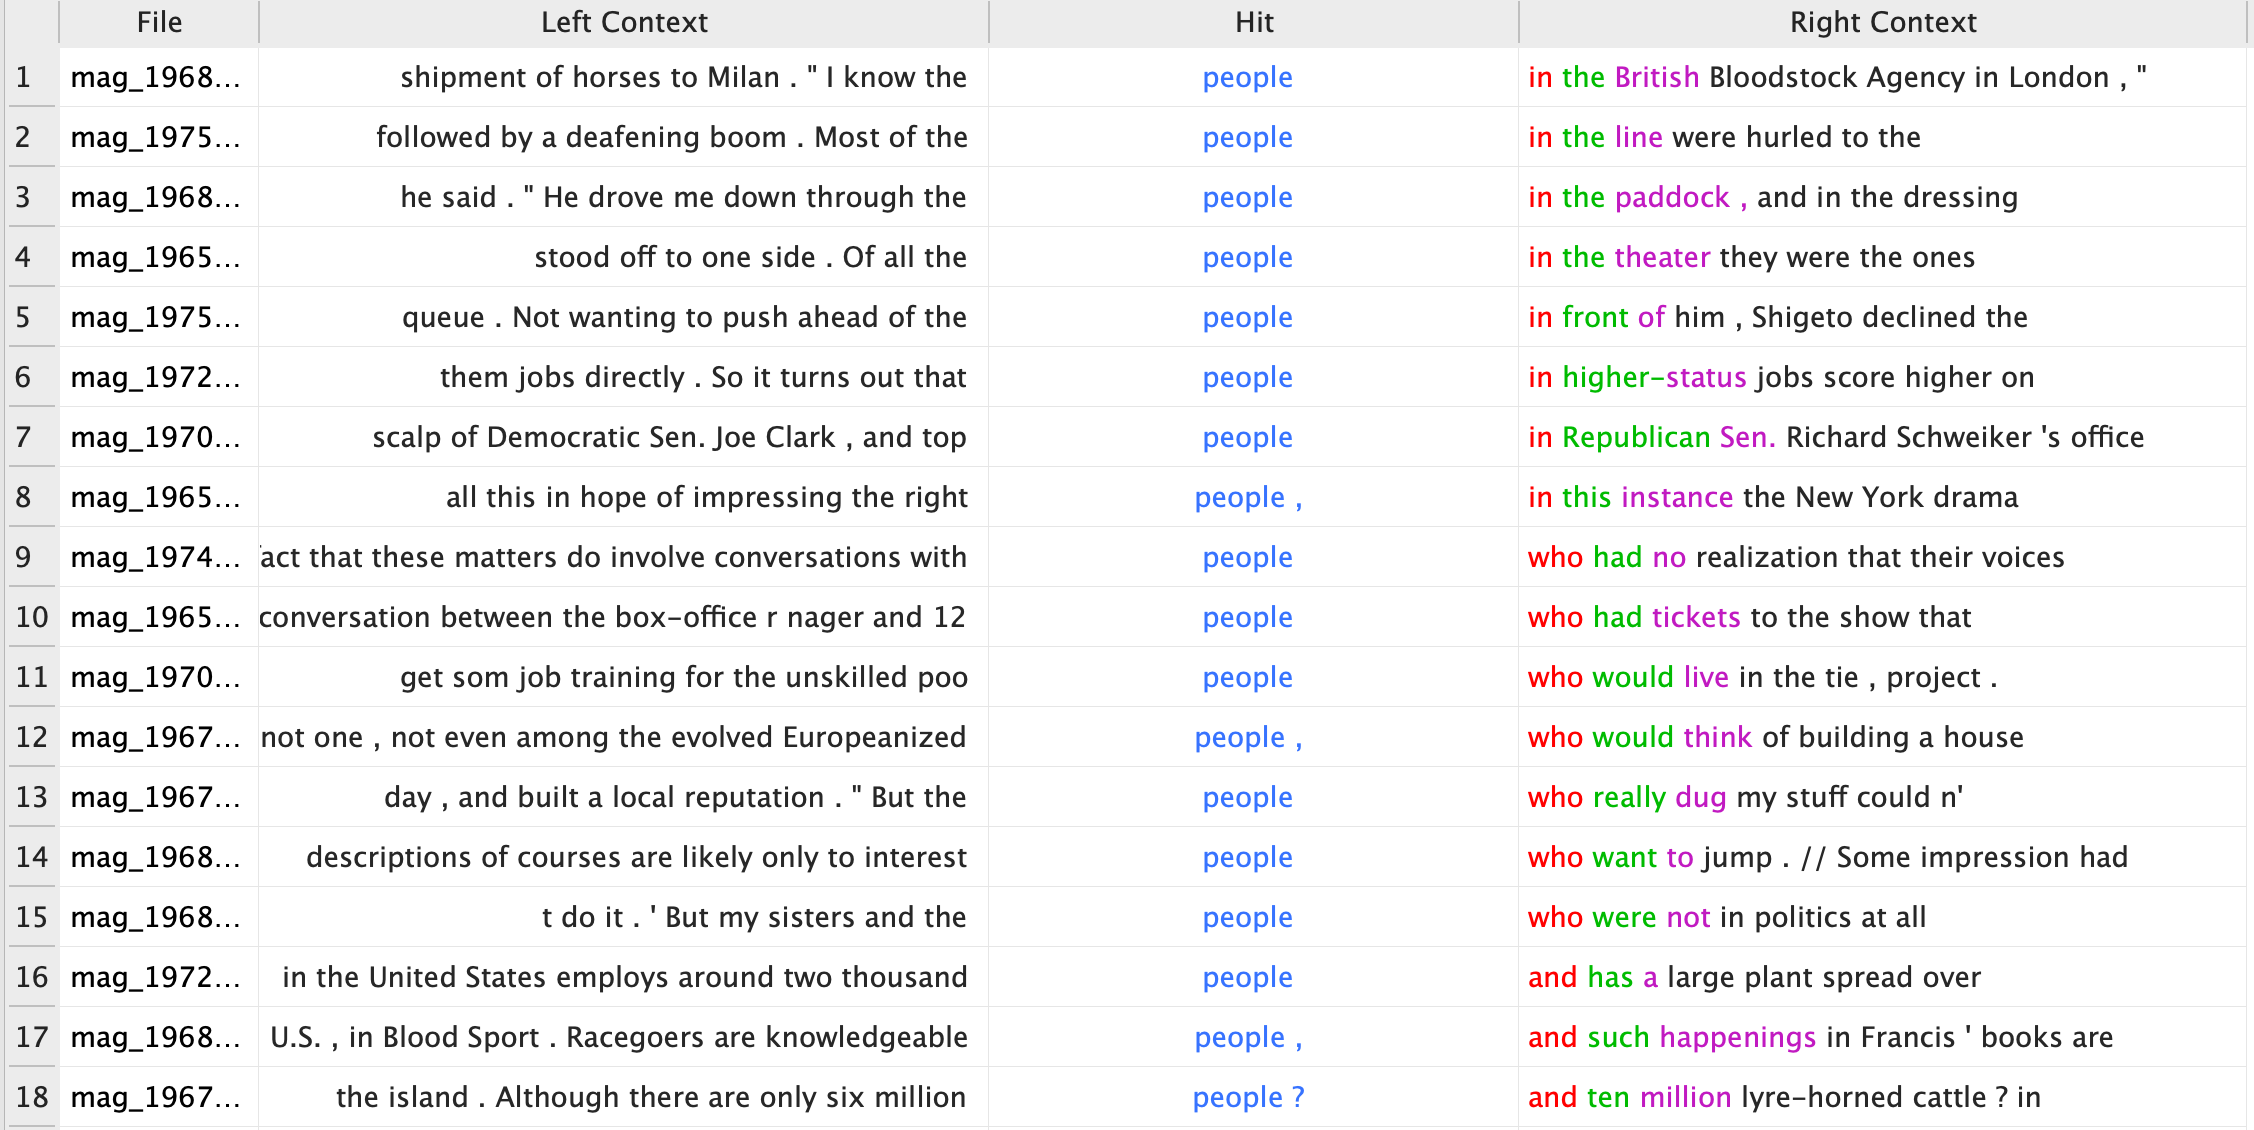 File Left Context Hit Right Context
1 mag_1968... shipment of horses to Milan . " I know the people in the British Bloodstock Agency in London , "
2 mag_1975... followed by a deafening boom . Most of the people in the line were hurled to the
3 mag_1968... he said . " He drove me down through the people in the paddock , and in the dressing
4 mag_1965... stood off to one side . Of all the people in the theater they were the ones
5 mag_1975... queue . Not wanting to push ahead of the people in front of him , Shigeto declined the
6 mag_1972... them jobs directly . So it turns out that people in higher-status jobs score higher on
7 mag_1970... scalp of Democratic Sen. Joe Clark , and top people in Republican Sen. Richard Schweiker 's office
8 mag_1965... all this in hope of impressing the right people , in this instance the New York drama
9 mag_1974... act that these matters do involve conversations with people who had no realization that their voices
10 mag_1965... conversation between the box-office r nager and 12 people who had tickets to the show that
11 mag_1970... get som job training for the unskilled poo people who would live in the tie , project .
12 mag_1967... not one , not even among the evolved Europeanized people , who would think of building a house
13 mag_1967... day , and built a local reputation . " But the people who really dug my stuff could n'
14 mag_1968... descriptions of courses are likely only to interest people who want to jump . // Some impression had
15 mag_1968... t do it . ' But my sisters and the people who were not in politics at all
16 mag_1972... in the United States employs around two thousand people and has a large plant spread over
17 mag_1968... U.S. , in Blood Sport . Racegoers are knowledgeable people , and such happenings in Francis ' books are
18 mag_1967... the island . Although there are only six million people ? and ten million lyre-horned cattle ? in